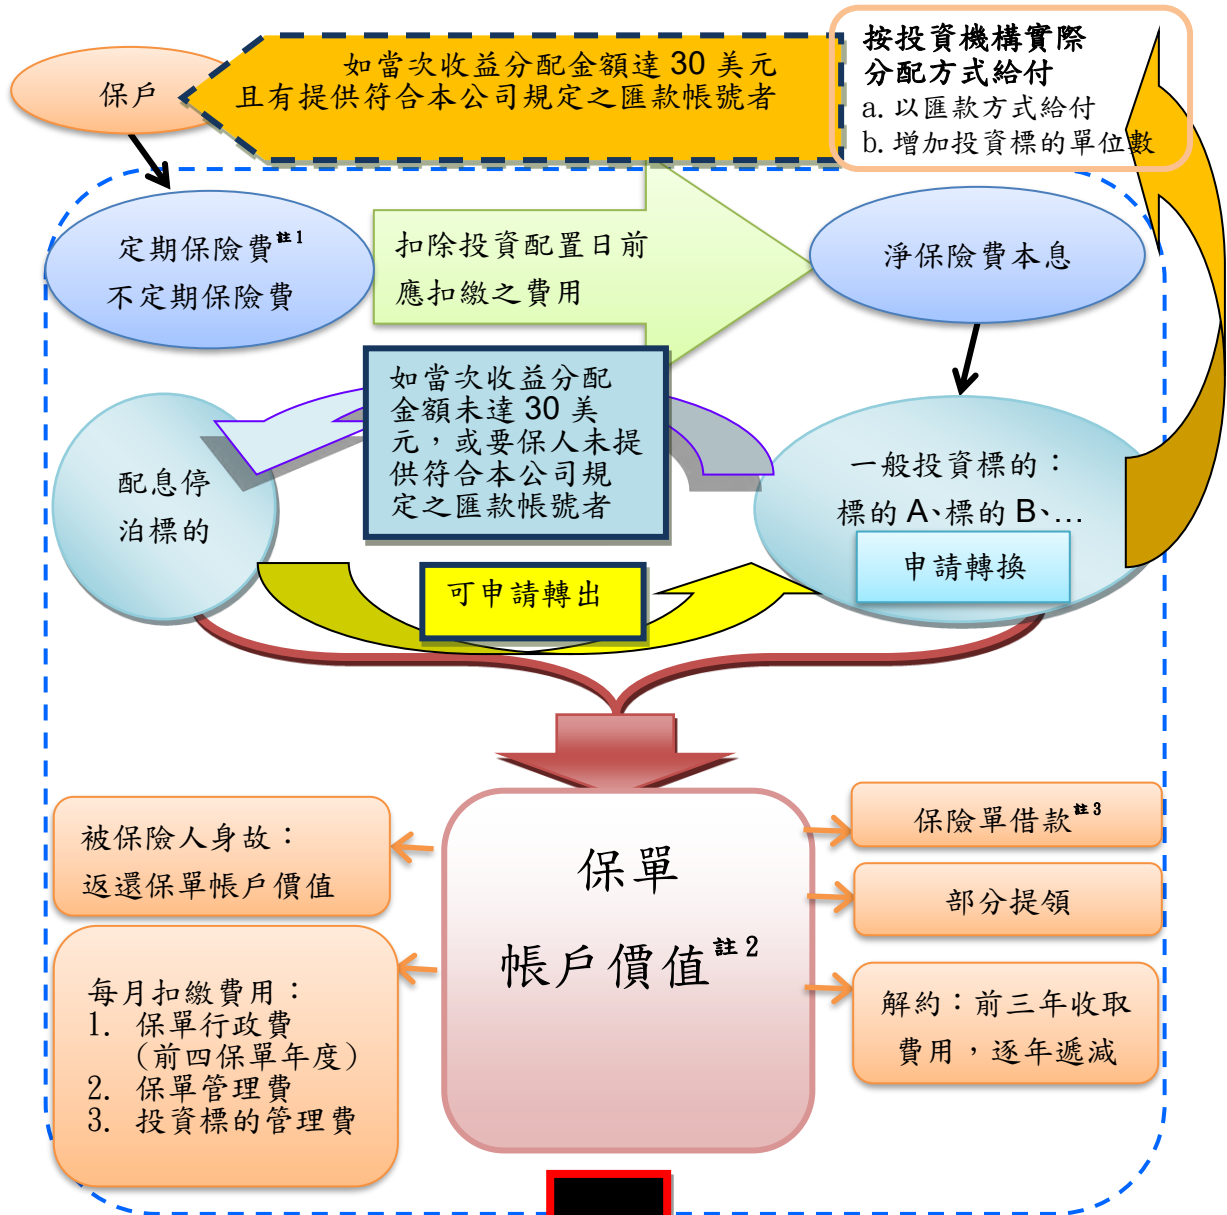 保戶
如當次收益分配金額達 30 美元
且有提供符合本公司規定之匯款帳號者
按投資機構實際
分配方式給付
a. 以匯款方式給付
b. 增加投資標的單位數
定期保險費註1
不定期保險費
扣除投資配置日前
應扣繳之費用
淨保險費本息
如當次收益分配
金額未達 30 美
元，或要保人未提
供符合本公司規
定之匯款帳號者
配息停
泊標的
一般投資標的：
標的 A、標的 B、…
申請轉換
可申請轉出
保單
帳戶價值註2
被保險人身故：
返還保單帳戶價值
每月扣繳費用：
1. 保單行政費
(前四保單年度)
2. 保單管理費
3. 投資標的管理費
保險單借款註3
部分提領
解約：前三年收取
費用，逐年遞減